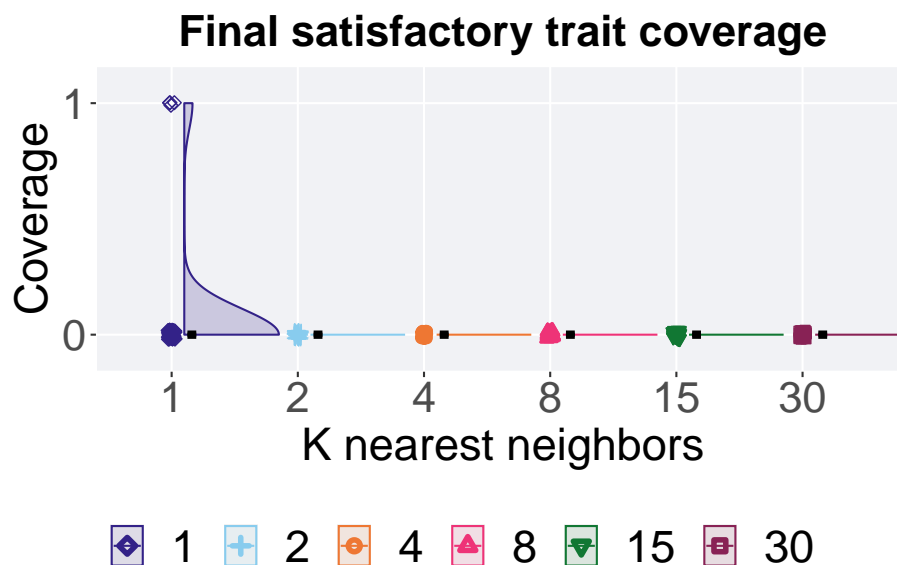 Final satisfactory trait coverage
Coverage
1
0
1 2 4 8 15 30
K nearest neighbors
1 2 4 8 15 30